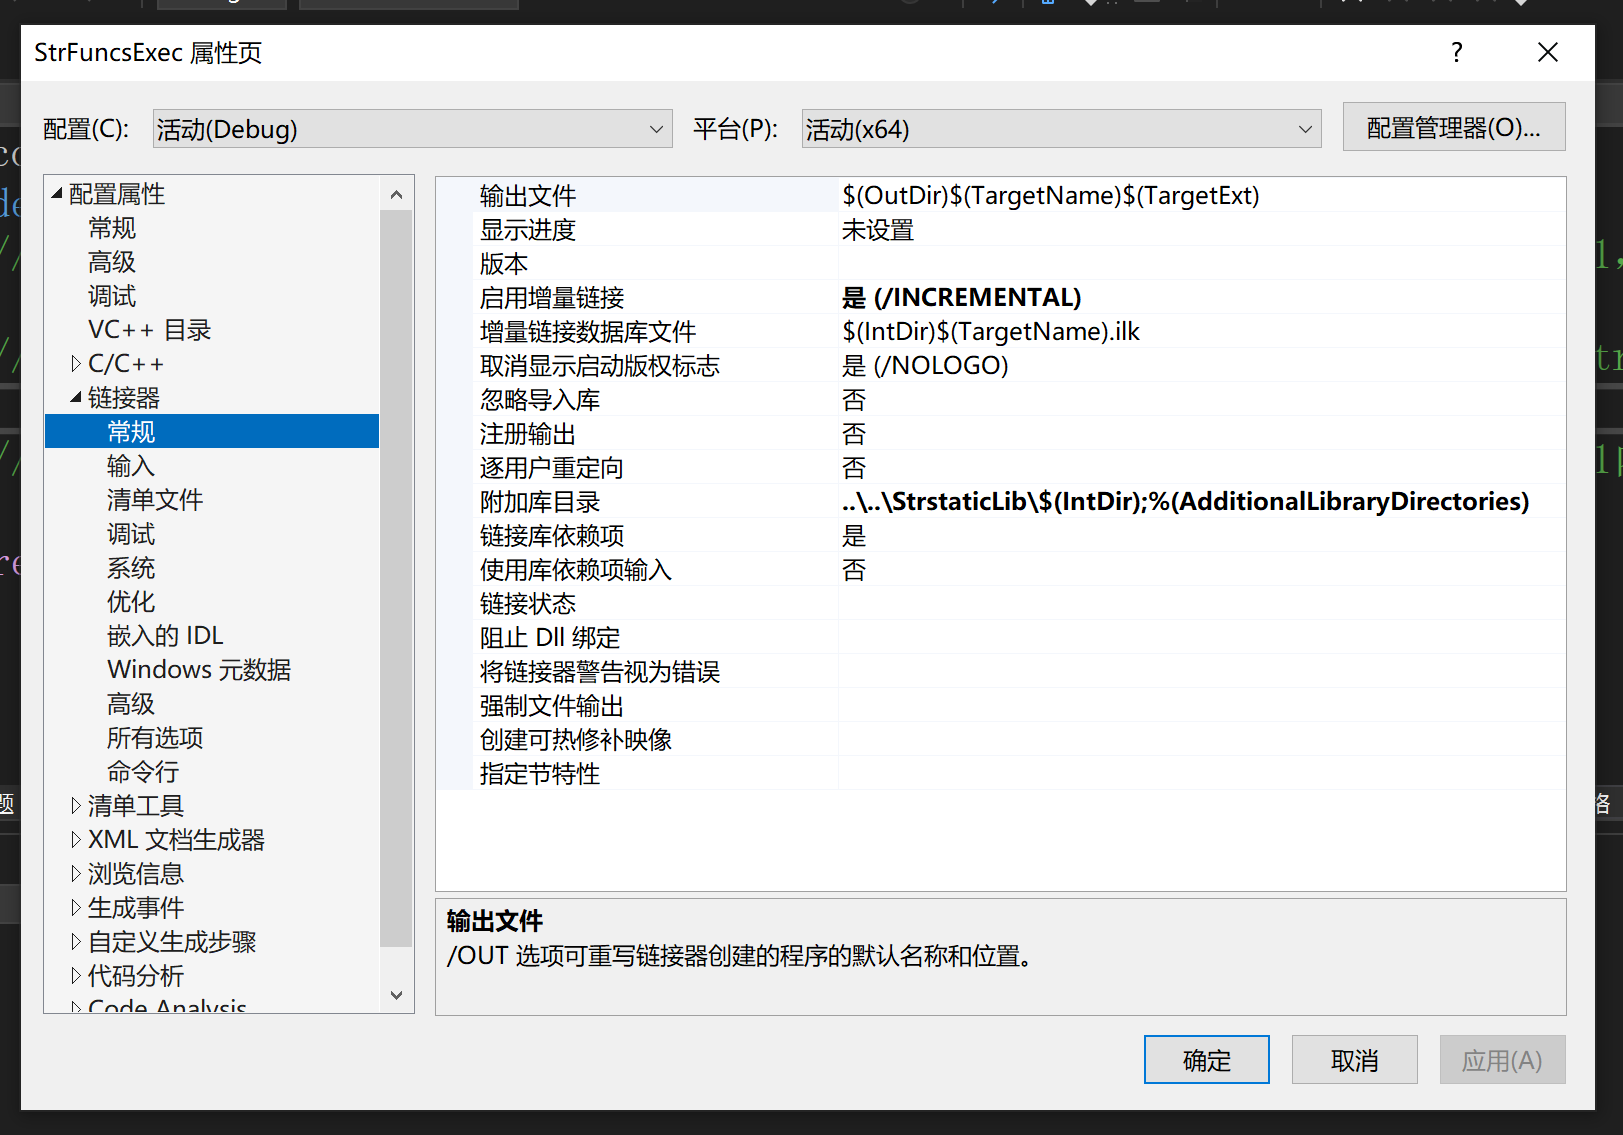 StrFuncsExec 属性页
?
配置(C):
活动(Debug)
平台(P):
活动(x64)
配置管理器(O)...
配置属性
常规
高级
调试
VC++ 目录
C/C++
链接器
常规
输入
清单文件
调试
系统
优化
嵌入的 IDL
Windows 元数据
高级
所有选项
命令行
清单工具
XML 文档生成器
浏览信息
生成事件
自定义生成步骤
代码分析
Code Analysis
输出文件 $(OutDir)$(TargetName)$(TargetExt)
显示进度 未设置
版本
启用增量链接 是 (/INCREMENTAL)
增量链接数据库文件 $(IntDir)$(TargetName).ilk
取消显示启动版权标志 是 (/NOLOGO)
忽略导入库 否
注册输出 否
逐用户重定向 否
附加库目录 ..\..\StrstaticLib\$(IntDir);%(AdditionalLibraryDirectories)
链接库依赖项 是
使用库依赖项输入 否
链接状态
阻止 Dll 绑定
将链接器警告视为错误
强制文件输出
创建可热修补映像
指定节特性
输出文件
/OUT 选项可重写链接器创建的程序的默认名称和位置。
确定
取消
应用(A)